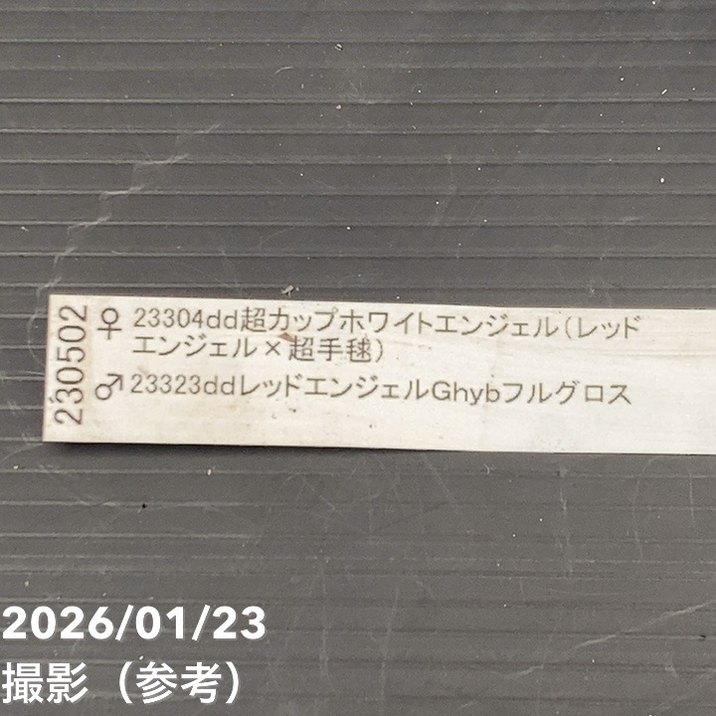 230502
♀ 23304dd超カップホワイトエンジェル(レッド
エンジェル×超手毬)
♂ 23323ddレッドエンジェルGhybフルグロス
2026/01/23
撮影（参考）